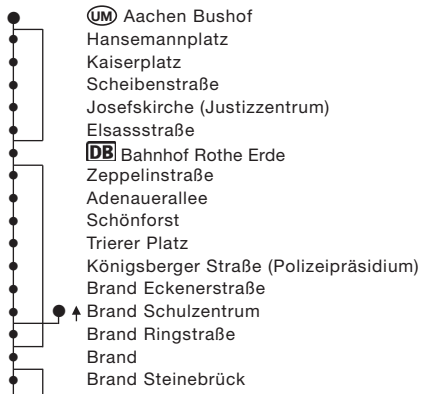 UM Aachen Bushof
Hansemannplatz
Kaiserplatz
Scheibenstraße
Josefskirche (Justizzentrum)
Elsassstraße
DB Bahnhof Rothe Erde
Zeppelinstraße
Adenauerallee
Schönforst
Trierer Platz
Königsberger Straße (Polizeipräsidium)
Brand Eckenerstraße
Brand Schulzentrum
Brand Ringstraße
Brand
Brand Steinebrück